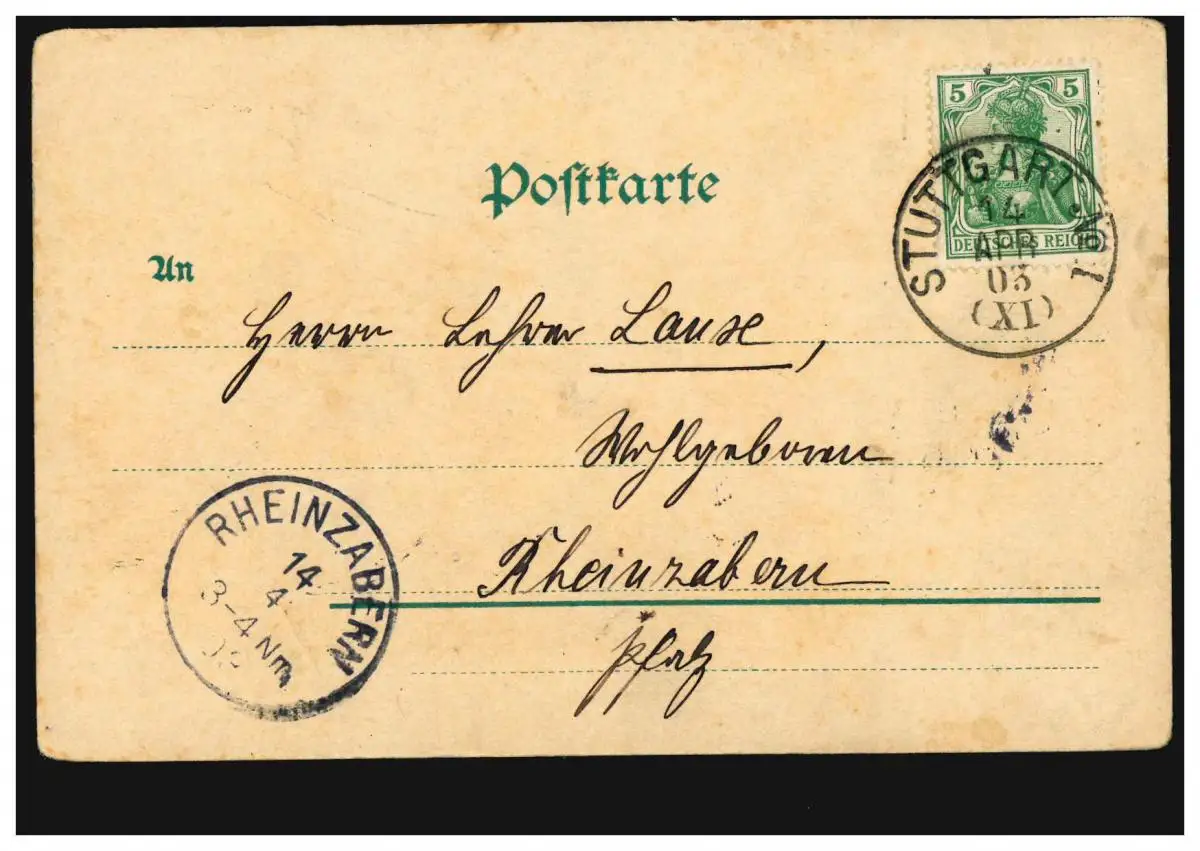 5 5
DEUTSCHES REICH
STUTTGART No 1
14
APR
03
(XI)
Postkarte
An
Herrn Lehrer Lause,
Wohlgeboren
Rheinzabern
Pfalz
RHEINZABERN
14
4
3-4 Nm